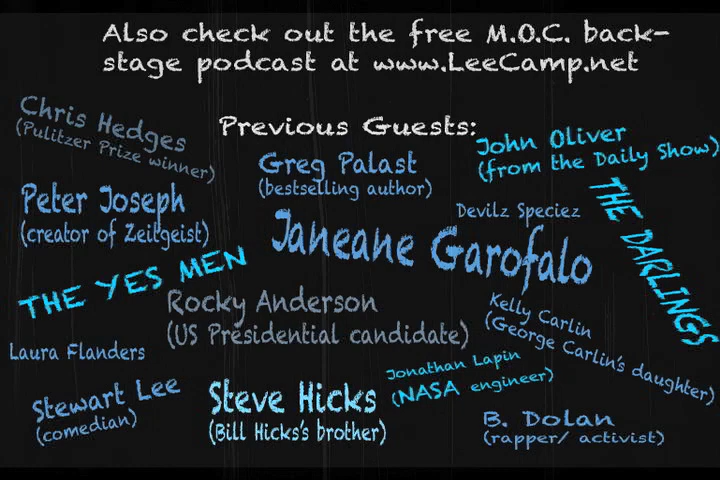 Also check out the free M.O.C. back-
stage podcast at www.LeeCamp.net
Previous Guests:
Chris Hedges
(Pulitzer Prize winner)
Greg Palast
(bestselling author)
John Oliver
(from the Daily Show)
Peter Joseph
(creator of Zeitgeist)
Devilz Speciez
Janeane Garofalo
THE DARLINGS
THE YES MEN
Rocky Anderson
(US Presidential candidate)
Kelly Carlin
(George Carlin's daughter)
Laura Flanders
Jonathan Lapin
(NASA engineer)
Stewart Lee
(comedian)
Steve Hicks
(Bill Hicks's brother)
B. Dolan
(rapper/ activist)